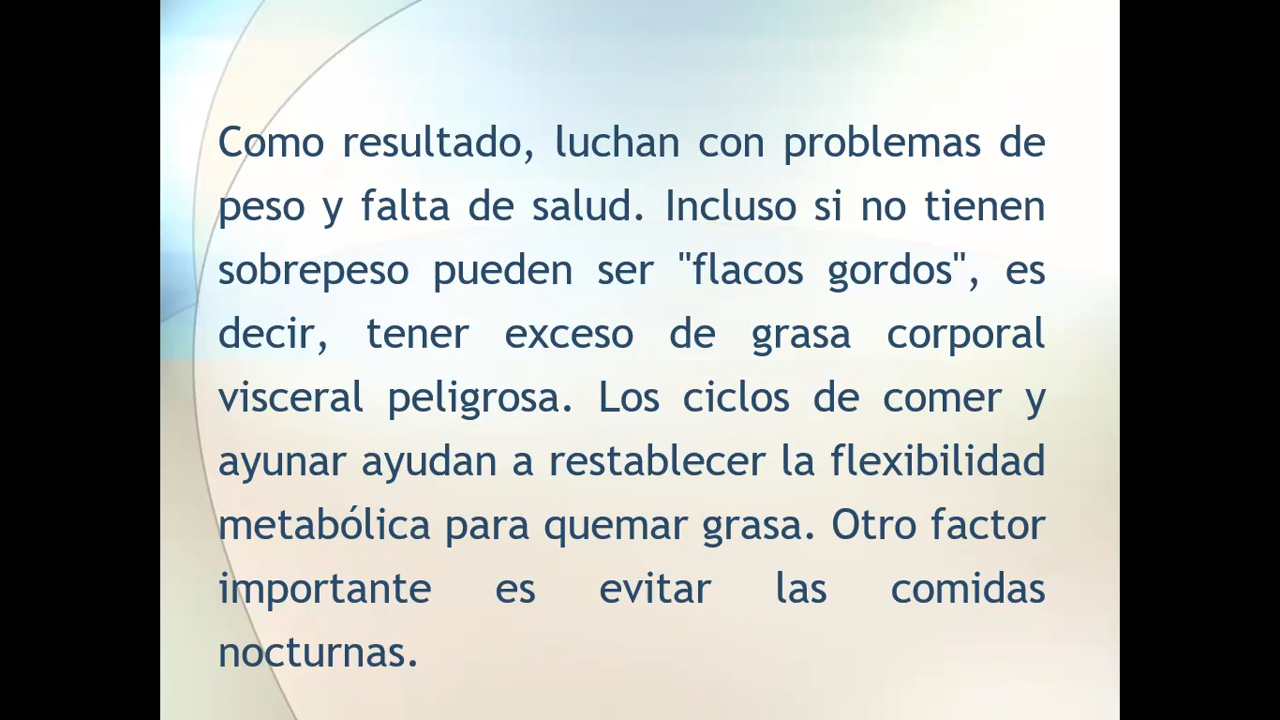 Como resultado, luchan con problemas de
peso y falta de salud. Incluso si no tienen
sobrepeso pueden ser "flacos gordos", es
decir, tener exceso de grasa corporal
visceral peligrosa. Los ciclos de comer y
ayunar ayudan a restablecer la flexibilidad
metabólica para quemar grasa. Otro factor
importante es evitar las comidas
nocturnas.